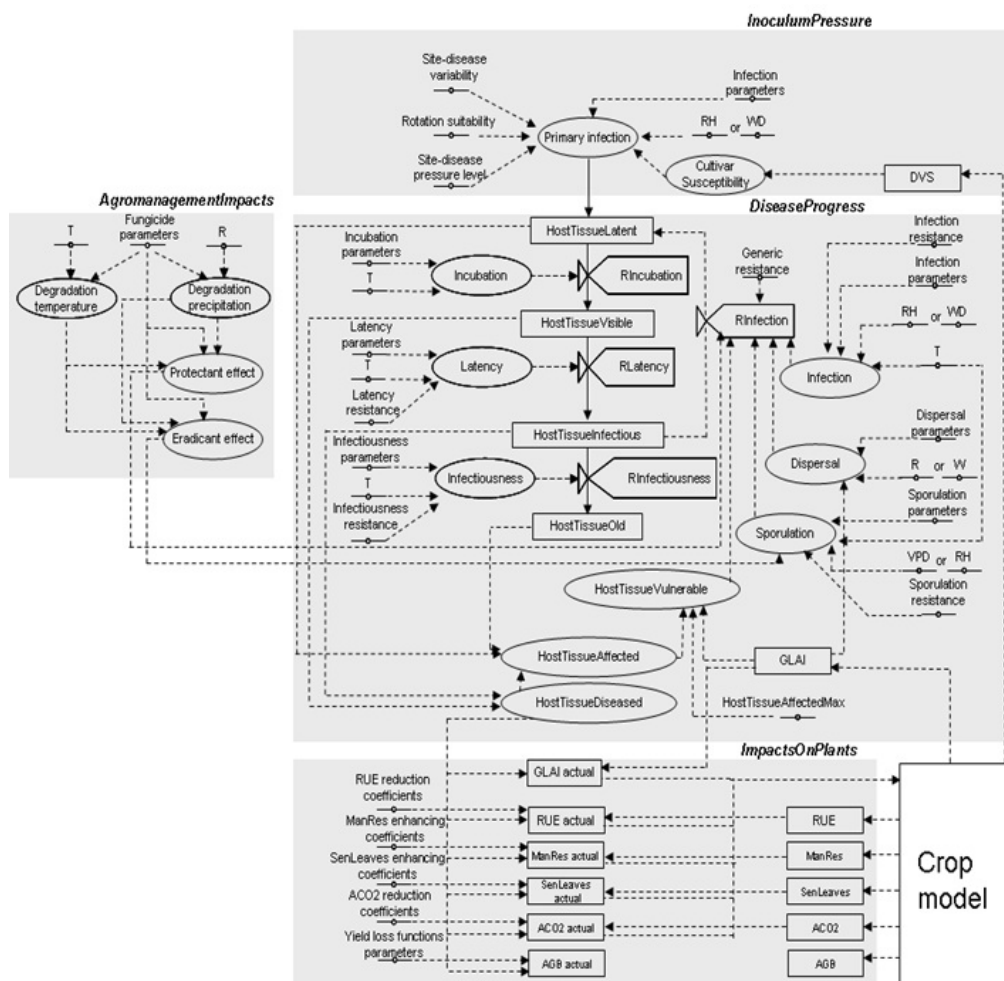 InoculumPressure
Site-disease
variability
Infection
parameters
Rotation suitability
Primary infection
RH or WD
Site-disease
pressure level
Cultivar
Susceptibility
DVS
AgromanagementImpacts
DiseaseProgress
T
Fungicide
parameters
R
Degradation
temperature
Degradation
precipitation
Protectant effect
Eradicant effect
HostTissueLatent
Incubation
parameters
T
Incubation
RIncubation
HostTissueVisible
Latency
parameters
T
Latency
resistance
Latency
RLatency
HostTissueInfectious
Infectiousness
parameters
T
Infectiousness
resistance
Infectiousness
RInfectiousness
HostTissueOld
Generic
resistance
RInfection
Infection
resistance
Infection
parameters
RH or WD
T
Infection
Dispersal
parameters
Dispersal
R or W
Sporulation
parameters
Sporulation
VPD or RH
Sporulation
resistance
HostTissueVulnerable
HostTissueAffected
GLAI
HostTissueDiseased
HostTissueAffectedMax
ImpactsOnPlants
RUE reduction
coefficients
ManRes enhancing
coefficients
SenLeaves enhancing
coefficients
ACO2 reduction
coefficients
Yield loss functions
parameters
GLAI actual
RUE actual
ManRes actual
SenLeaves
actual
ACO2 actual
AGB actual
RUE
ManRes
SenLeaves
ACO2
AGB
Crop
model